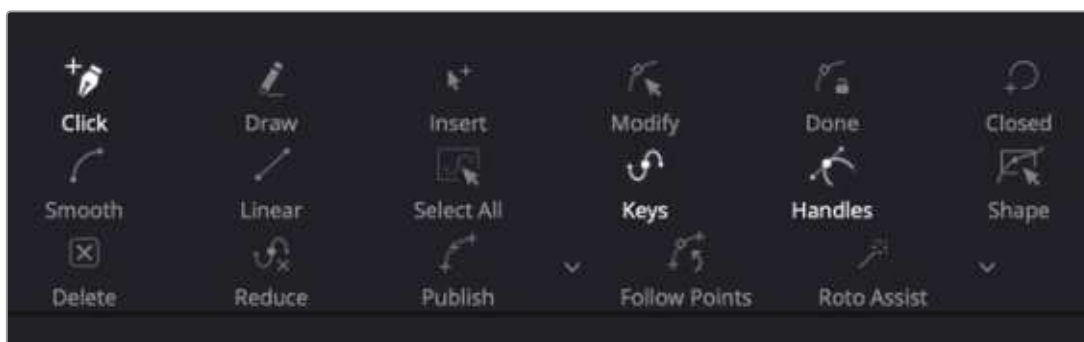 Click Draw Insert Modify Done Closed
Smooth Linear Select All Keys Handles Shape
Delete Reduce Publish Follow Points Roto Assist